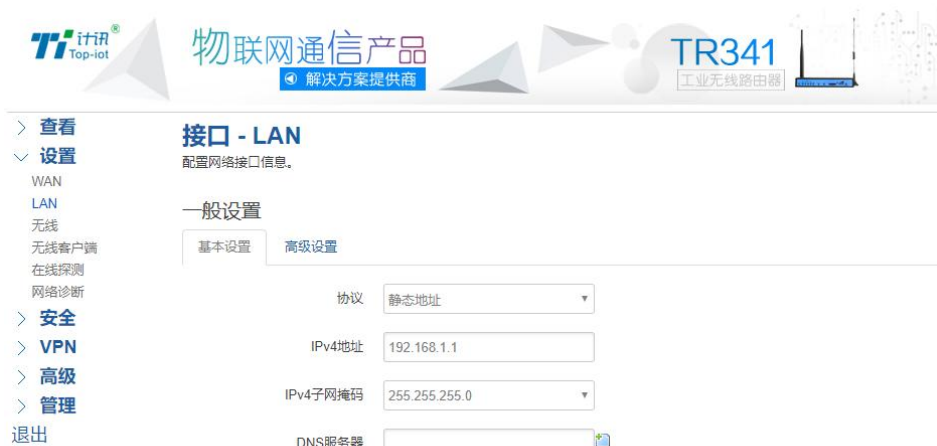 计讯®
Top-iot
物联网通信产品
解决方案提供商
TR341
工业无线路由器
查看
设置
WAN
LAN
无线
无线客户端
在线探测
网络诊断
安全
VPN
高级
管理
退出
接口 - LAN
配置网络接口信息。
一般设置
基本设置 高级设置
协议 静态地址
IPv4地址 192.168.1.1
IPv4子网掩码 255.255.255.0
DNS服务器